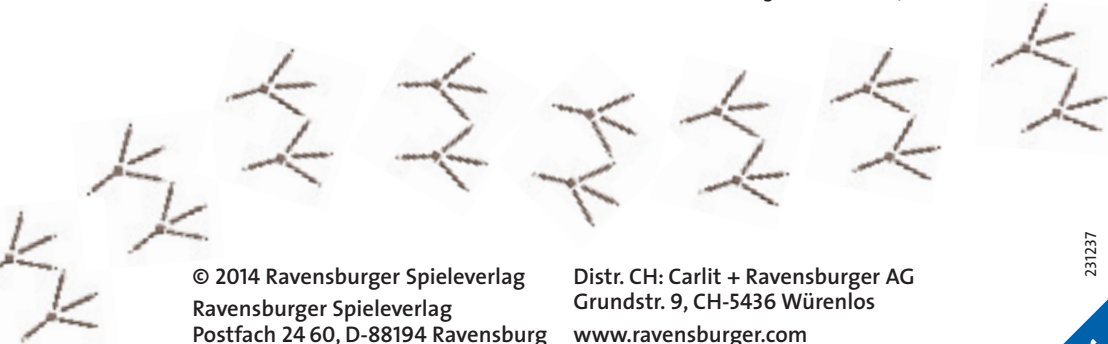 © 2014 Ravensburger Spieleverlag
Ravensburger Spieleverlag
Postfach 24 60, D-88194 Ravensburg
Distr. CH: Carlit + Ravensburger AG
Grundstr. 9, CH-5436 Würenlos
www.ravensburger.com
231237